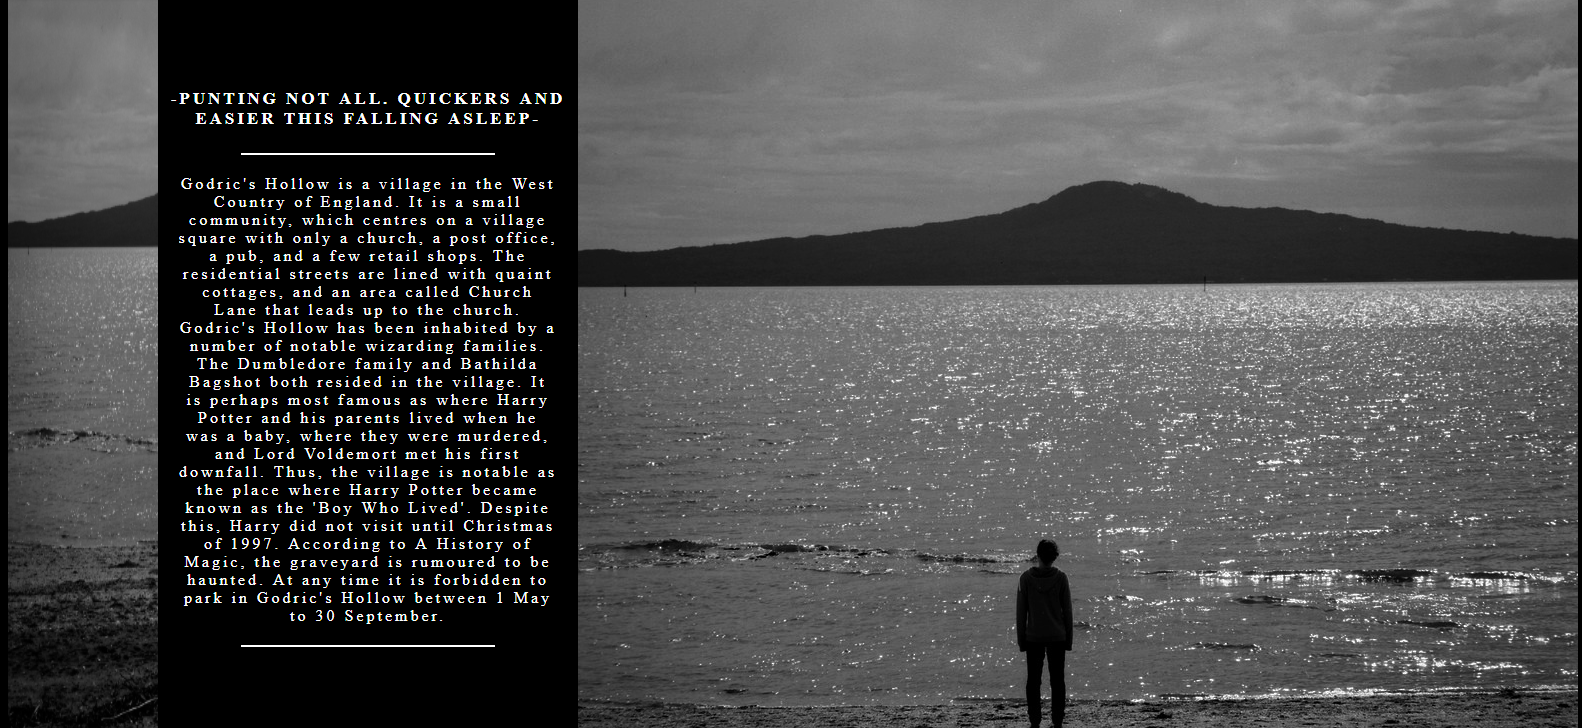 -PUNTING NOT ALL. QUICKERS AND
EASIER THIS FALLING ASLEEP-
Godric's Hollow is a village in the West
Country of England. It is a small
community, which centres on a village
square with only a church, a post office,
a pub, and a few retail shops. The
residential streets are lined with quaint
cottages, and an area called Church
Lane that leads up to the church.
Godric's Hollow has been inhabited by a
number of notable wizarding families.
The Dumbledore family and Bathilda
Bagshot both resided in the village. It
is perhaps most famous as where Harry
Potter and his parents lived when he
was a baby, where they were murdered,
and Lord Voldemort met his first
downfall. Thus, the village is notable as
the place where Harry Potter became
known as the 'Boy Who Lived'. Despite
this, Harry did not visit until Christmas
of 1997. According to A History of
Magic, the graveyard is rumoured to be
haunted. At any time it is forbidden to
park in Godric's Hollow between 1 May
to 30 September.